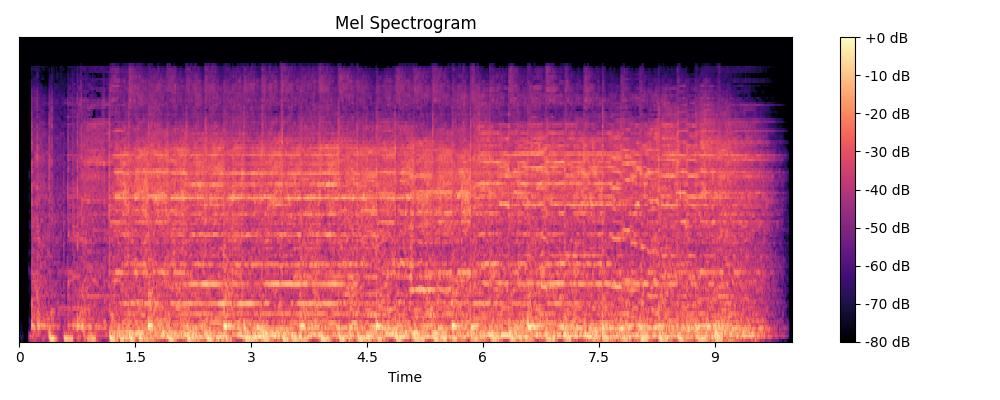 Mel Spectrogram
+0 dB
-10 dB
-20 dB
-30 dB
-40 dB
-50 dB
-60 dB
-70 dB
-80 dB
0 1.5 3 4.5 6 7.5 9
Time